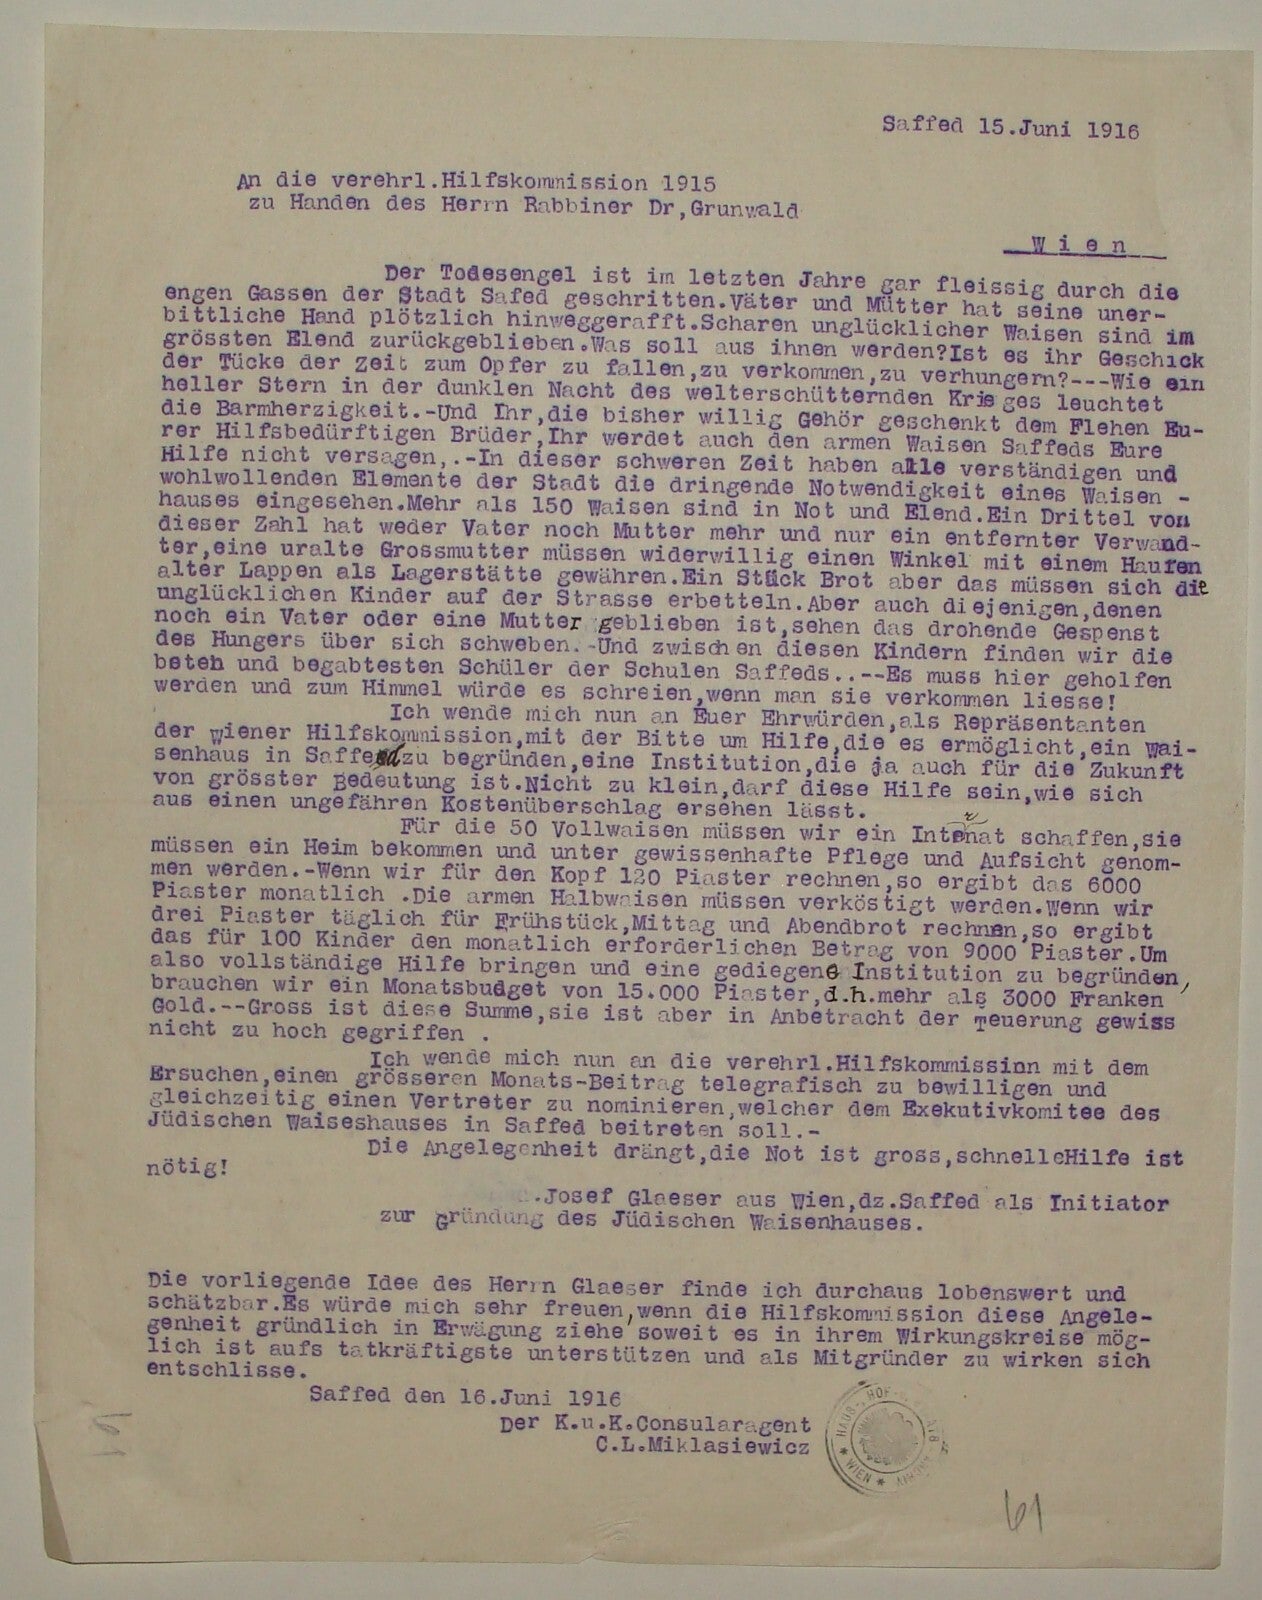 Saffed 15.Juni 1916
An die verehrl.Hilfskommission 1915
zu Handen des Herrn Rabbiner Dr,Grunwald
Wien
Der Todesengel ist im letzten Jahre gar fleissig durch die
engen Gassen der Stadt Safed geschritten.Väter und Mütter hat seine uner-
bittliche Hand plötzlich hinweggerafft.Scharen unglücklicher Waisen sind im
grössten Elend zurückgeblieben.Was soll aus ihnen werden?Ist es ihr Geschick
der Tücke der Zeit zum Opfer zu fallen,zu verkommen,zu verhungern?---Wie ein
heller Stern in der dunklen Nacht des welterschütternden Krieges leuchtet
die Barmherzigkeit.-Und Ihr,die bisher willig Gehör geschenkt dem Flehen Eu-
rer Hilfsbedürftigen Brüder,Ihr werdet auch den armen Waisen Saffeds Eure
Hilfe nicht versagen,.-In dieser schweren Zeit haben alle verständigen und
wohlwollenden Elemente der Stadt die dringende Notwendigkeit eines Waisen -
hauses eingesehen.Mehr als 150 Waisen sind in Not und Elend.Ein Drittel von
dieser Zahl hat weder Vater noch Mutter mehr und nur ein entfernter Verwand-
ter,eine uralte Grossmutter müssen widerwillig einen Winkel mit einem Haufen
alter Lappen als Lagerstätte gewähren.Ein Stück Brot aber das müssen sich die
unglücklichen Kinder auf der Strasse erbetteln.Aber auch diejenigen,denen
noch ein Vater oder eine Mutter geblieben ist,sehen das drohende Gespenst
des Hungers über sich schweben.-Und zwischen diesen Kindern finden wir die
beteh und begabtesten Schüler der Schulen Saffeds..--Es muss hier geholfen
werden und zum Himmel würde es schreien,wenn man sie verkommen liesse!
Ich wende mich nun an Euer Ehrwürden,als Repräsentanten
der wiener Hilfskommission,mit der Bitte um Hilfe,die es ermöglicht,ein Wai-
senhaus in Saffed zu begründen,eine Institution,die ja auch für die Zukunft
von grösster Bedeutung ist.Nicht zu klein,darf diese Hilfe sein,wie sich
aus einen ungefähren Kostenüberschlag ersehen lässt.
Für die 50 Vollwaisen müssen wir ein Internat schaffen,sie
müssen ein Heim bekommen und unter gewissenhafte Pflege und Aufsicht genom-
men werden.-Wenn wir für den Kopf 120 Piaster rechnen,so ergibt das 6000
Piaster monatlich .Die armen Halbwaisen müssen verköstigt werden.Wenn wir
drei Piaster täglich für Frühstück,Mittag und Abendbrot rechnen,so ergibt
das für 100 Kinder den monatlich erforderlichen Betrag von 9000 Piaster.Um
also vollständige Hilfe bringen und eine gediegene Institution zu begründen,
brauchen wir ein Monatsbudget von 15.000 Piaster,d.h.mehr als 3000 Franken
Gold.--Gross ist diese Summe,sie ist aber in Anbetracht der Teuerung gewiss
nicht zu hoch gegriffen .
Ich wende mich nun an die verehrl.Hilfskommission mit dem
Ersuchen,einen grösseren Monats-Beitrag telegrafisch zu bewilligen und
gleichzeitig einen Vertreter zu nominieren,welcher dem Exekutivkomitee des
Jüdischen Waiseshauses in Saffed beitreten soll.-
Die Angelegenheit drängt,die Not ist gross,schnelleHilfe ist
nötig!
.Josef Glaeser aus Wien,dz.Saffed als Initiator
zur Gründung des Jüdischen Waisenhauses.
Die vorliegende Idee des Herrn Glaeser finde ich durchaus lobenswert und
schätzbar.Es würde mich sehr freuen,wenn die Hilfskommission diese Angele-
genheit gründlich in Erwägung ziehe,soweit es in ihrem Wirkungskreise mög-
lich ist aufs tatkräftigste unterstützen und als Mitgründer zu wirken sich
entschlisse.
Saffed den 16.Juni 1916
Der K.u.K.Consularagent
C.L.Miklasiewicz
HAUS- HOF- WIEN
61